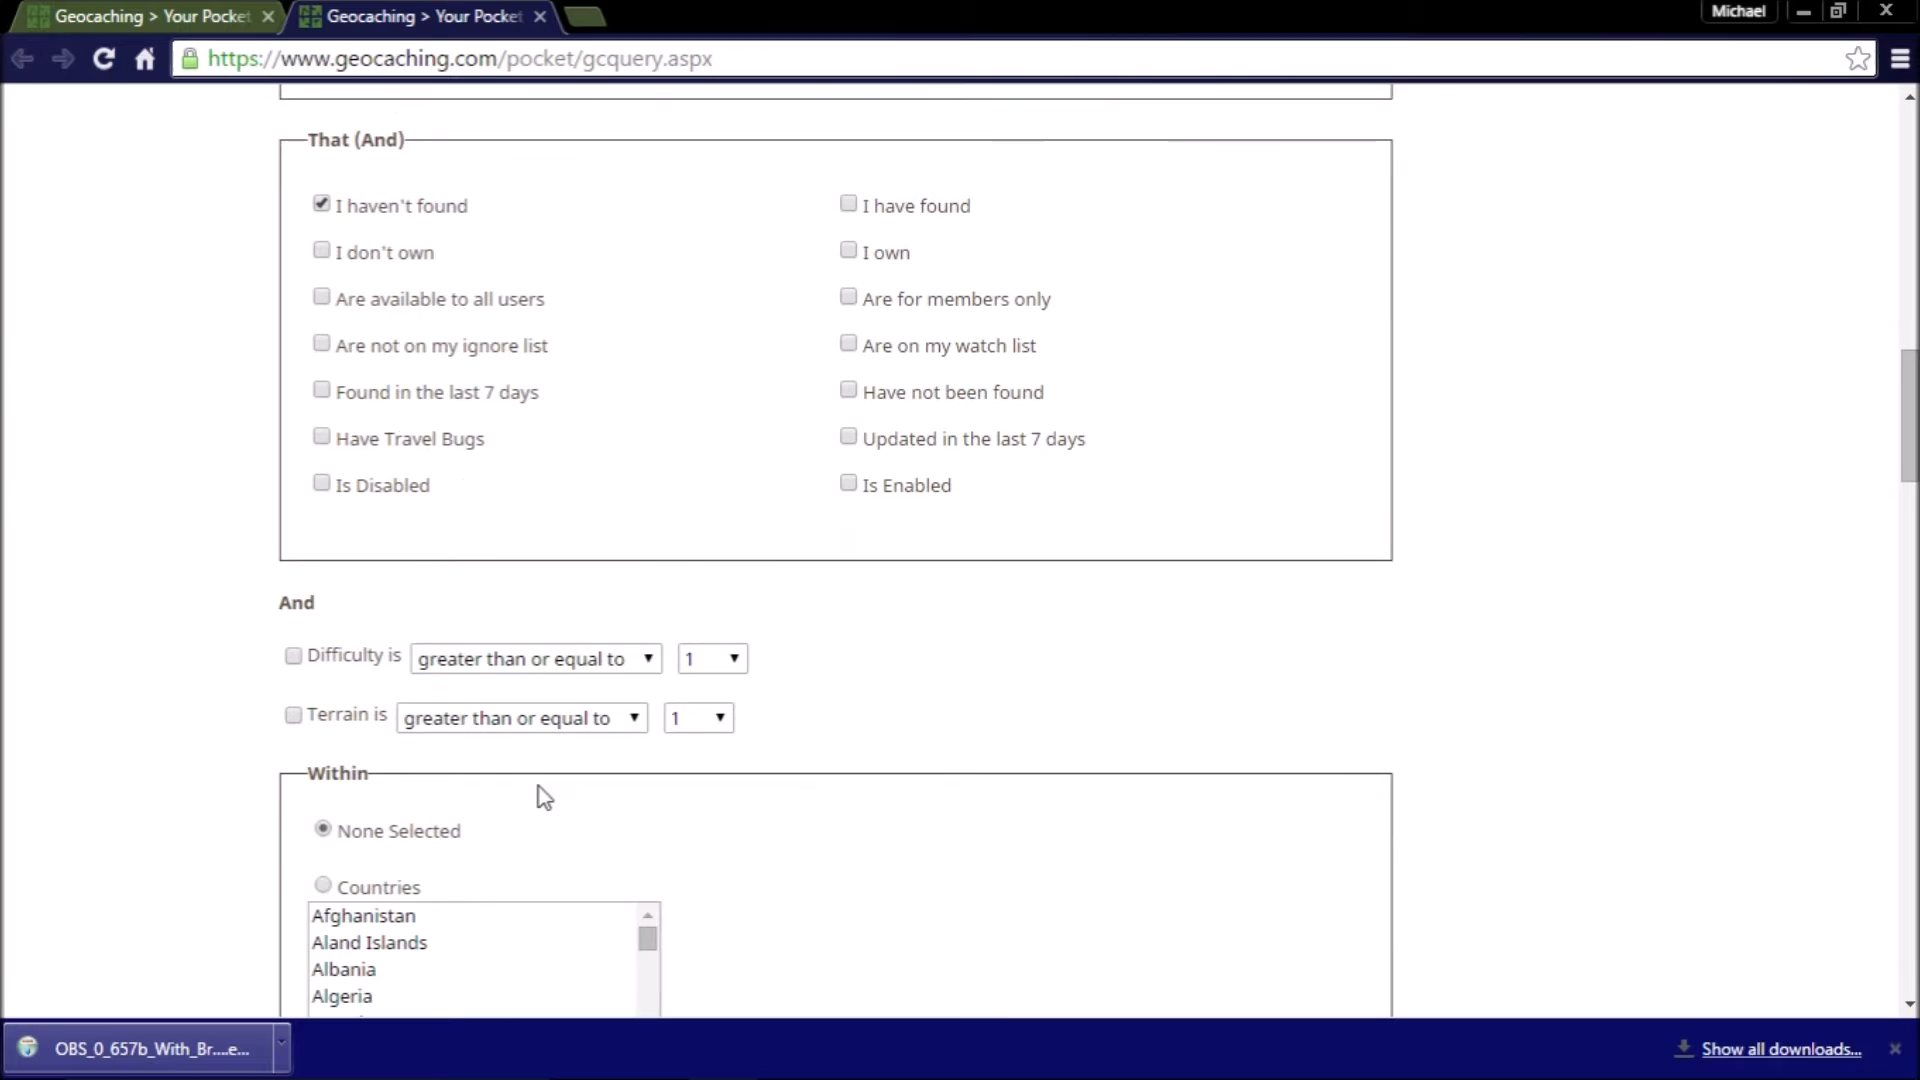 Geocaching > Your Pocket
Geocaching > Your Pocket
Michael
https://www.geocaching.com/pocket/gcquery.aspx
That (And)
I haven't found
I have found
I don't own
I own
Are available to all users
Are for members only
Are not on my ignore list
Are on my watch list
Found in the last 7 days
Have not been found
Have Travel Bugs
Updated in the last 7 days
Is Disabled
Is Enabled
And
Difficulty is greater than or equal to 1
Terrain is greater than or equal to 1
Within
None Selected
Countries
Afghanistan
Aland Islands
Albania
Algeria
OBS_0_657b_With_Br....e...
Show all downloads...